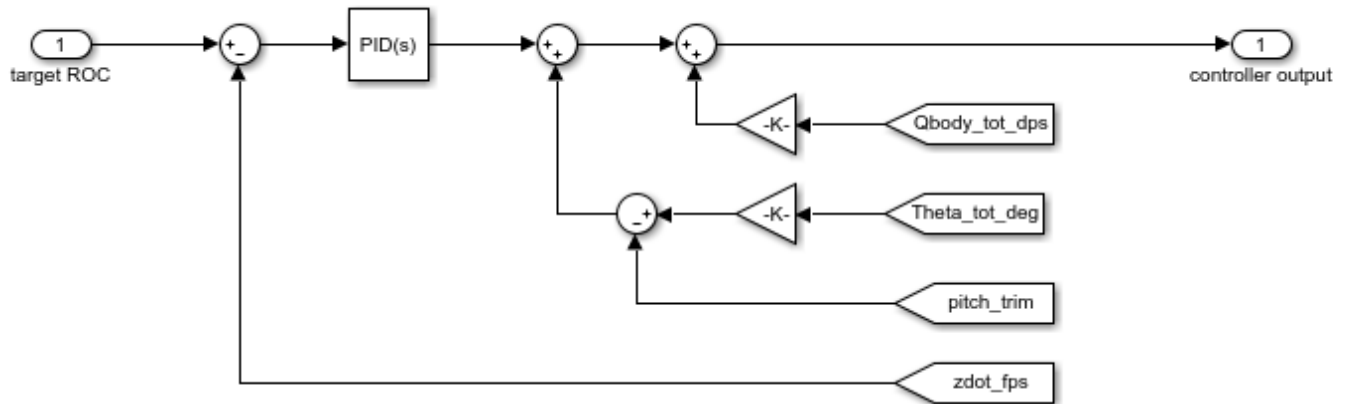 1
target ROC
+
−
PID(s)
+
+
+
+
1
controller output
-K-
Qbody_tot_dps
−
+
-K-
Theta_tot_deg
pitch_trim
zdot_fps